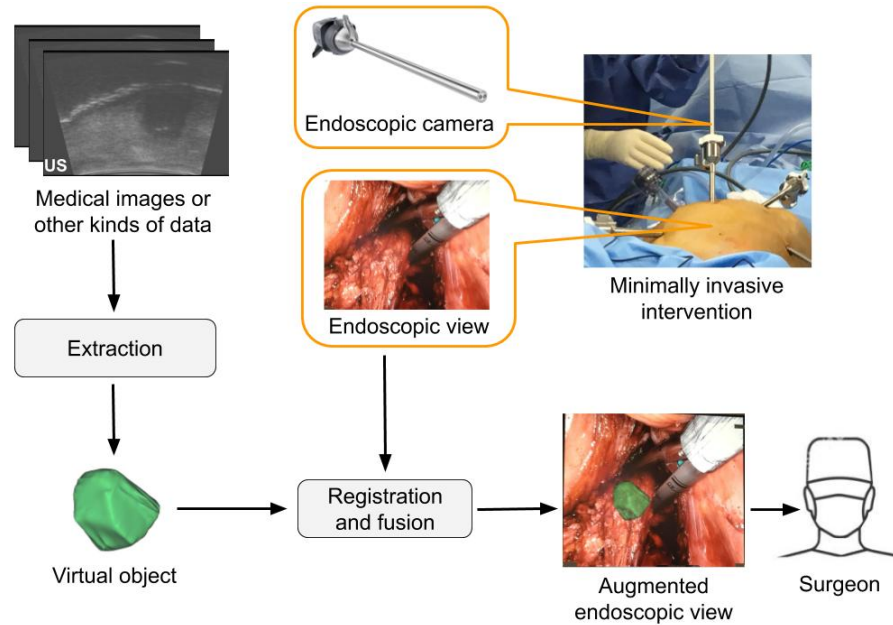 US
Medical images or
other kinds of data
Extraction
Virtual object
Endoscopic camera
Endoscopic view
Minimally invasive
intervention
Registration
and fusion
Augmented
endoscopic view
Surgeon